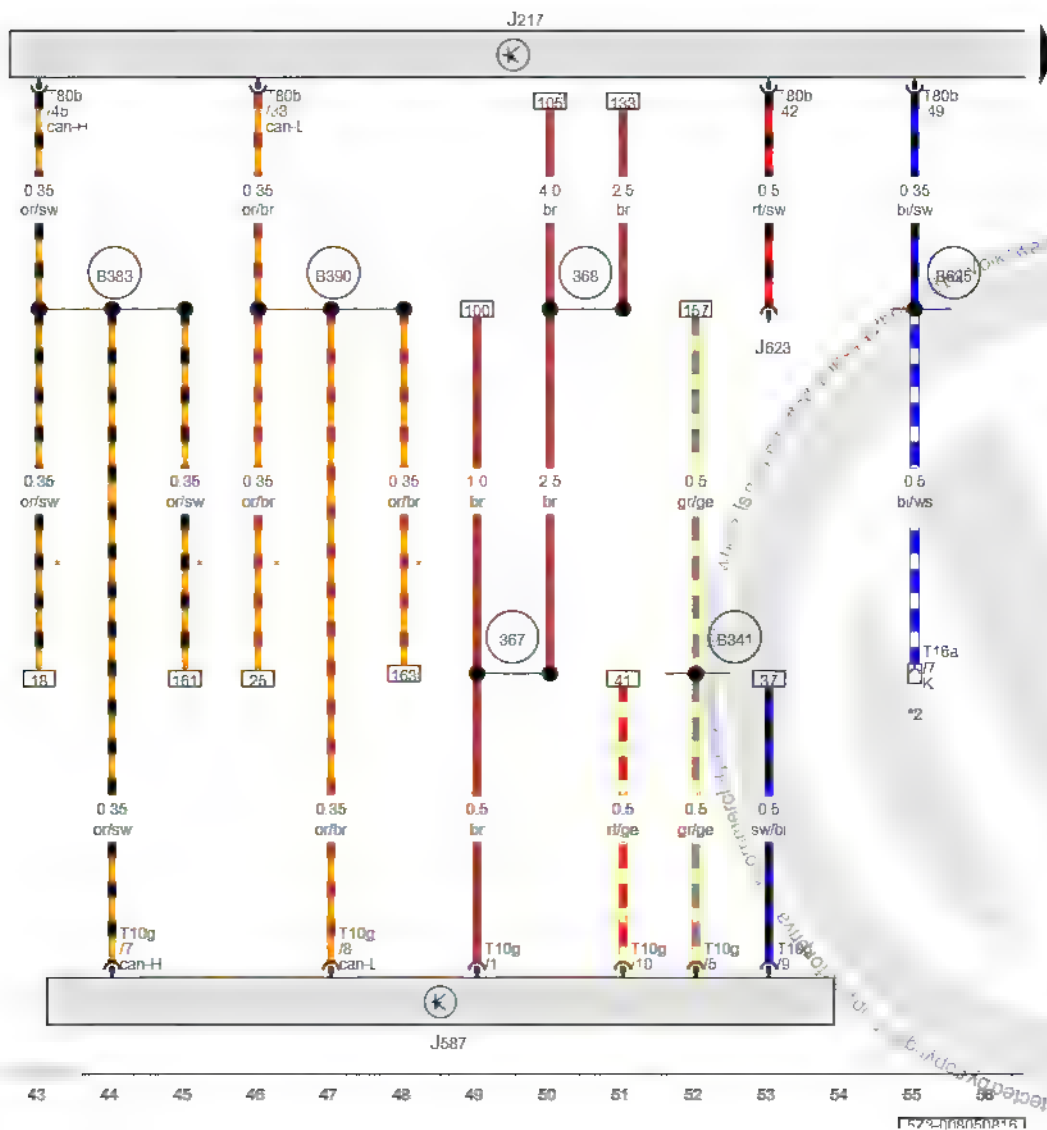 J217
T80b
/45
can-H
T80b
/33
can-L
105
133
T80b
42
T80b
49
0.35
or/sw
0.35
or/br
4.0
br
2.5
br
0.5
rt/sw
0.35
bl/sw
B383
B390
368
B625
100
157
J623
0.35
or/sw
0.35
or/sw
0.35
or/br
0.35
or/br
1.0
br
2.5
br
0.5
gr/ge
0.5
bl/ws
*
*
*
*
367
B341
18
161
25
163
41
37
T16a
/7
K
*2
0.35
or/sw
0.35
or/br
0.5
br
0.5
rt/ge
0.5
gr/ge
0.5
sw/bl
T10g
/7
can-H
T10g
/8
can-L
T10g
/1
T10g
/10
T10g
/5
/9
J587
43 44 45 46 47 48 49 50 51 52 53 54 55 56
573-008050816